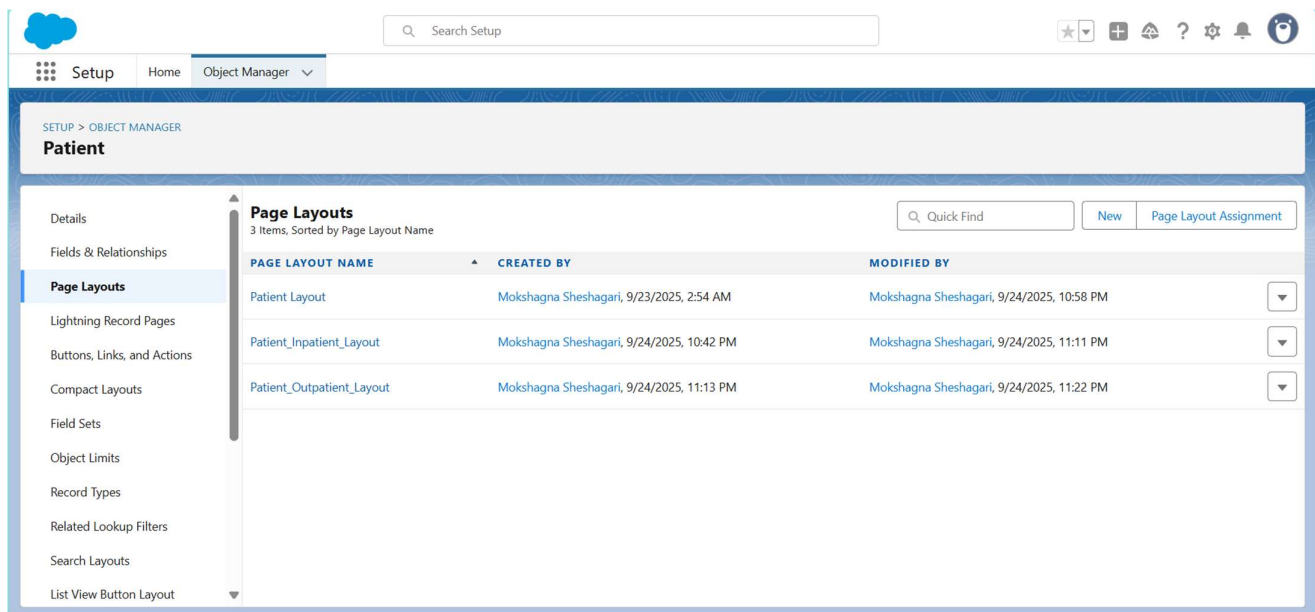 Search Setup
Setup Home Object Manager
SETUP > OBJECT MANAGER
Patient
Details
Fields & Relationships
Page Layouts
Lightning Record Pages
Buttons, Links, and Actions
Compact Layouts
Field Sets
Object Limits
Record Types
Related Lookup Filters
Search Layouts
List View Button Layout
Page Layouts
3 Items, Sorted by Page Layout Name
Quick Find New Page Layout Assignment
PAGE LAYOUT NAME CREATED BY MODIFIED BY
Patient Layout Mokshagna Sheshagari, 9/23/2025, 2:54 AM Mokshagna Sheshagari, 9/24/2025, 10:58 PM
Patient_Inpatient_Layout Mokshagna Sheshagari, 9/24/2025, 10:42 PM Mokshagna Sheshagari, 9/24/2025, 11:11 PM
Patient_Outpatient_Layout Mokshagna Sheshagari, 9/24/2025, 11:13 PM Mokshagna Sheshagari, 9/24/2025, 11:22 PM